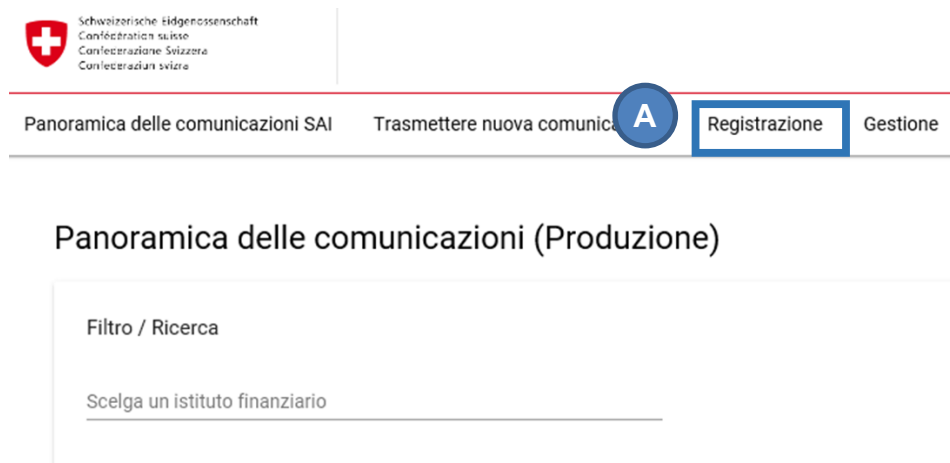 Schweizerische Eidgenossenschaft
Confédération suisse
Confederazione Svizzera
Confederaziun svizra
Panoramica delle comunicazioni SAI Trasmettere nuova A Registrazione Gestione
Panoramica delle comunicazioni (Produzione)
Filtro / Ricerca
Scelga un istituto finanziario